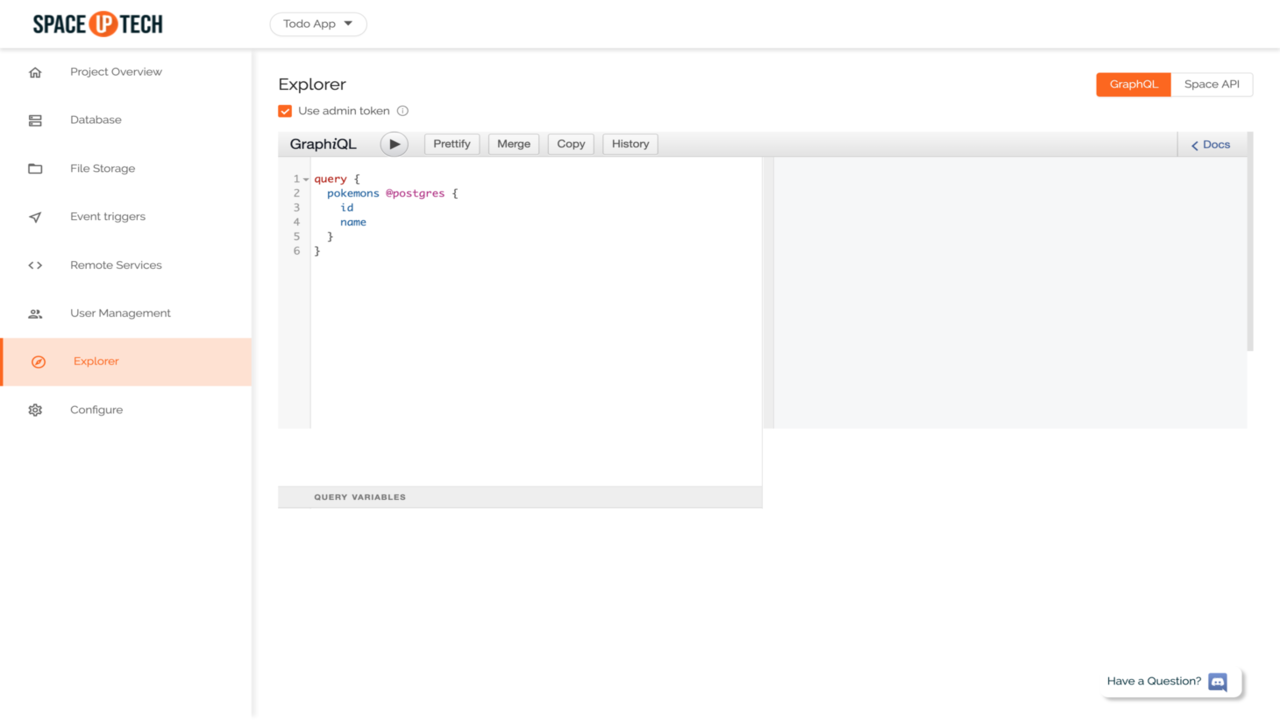 SPACE UP TECH
Todo App
Project Overview
Database
File Storage
Event triggers
Remote Services
User Management
Explorer
Configure
Explorer
GraphQL
Space API
Use admin token
GraphiQL
Prettify
Merge
Copy
History
Docs
1 query {
2 pokemons @postgres {
3 id
4 name
5 }
6 }
QUERY VARIABLES
Have a Question?